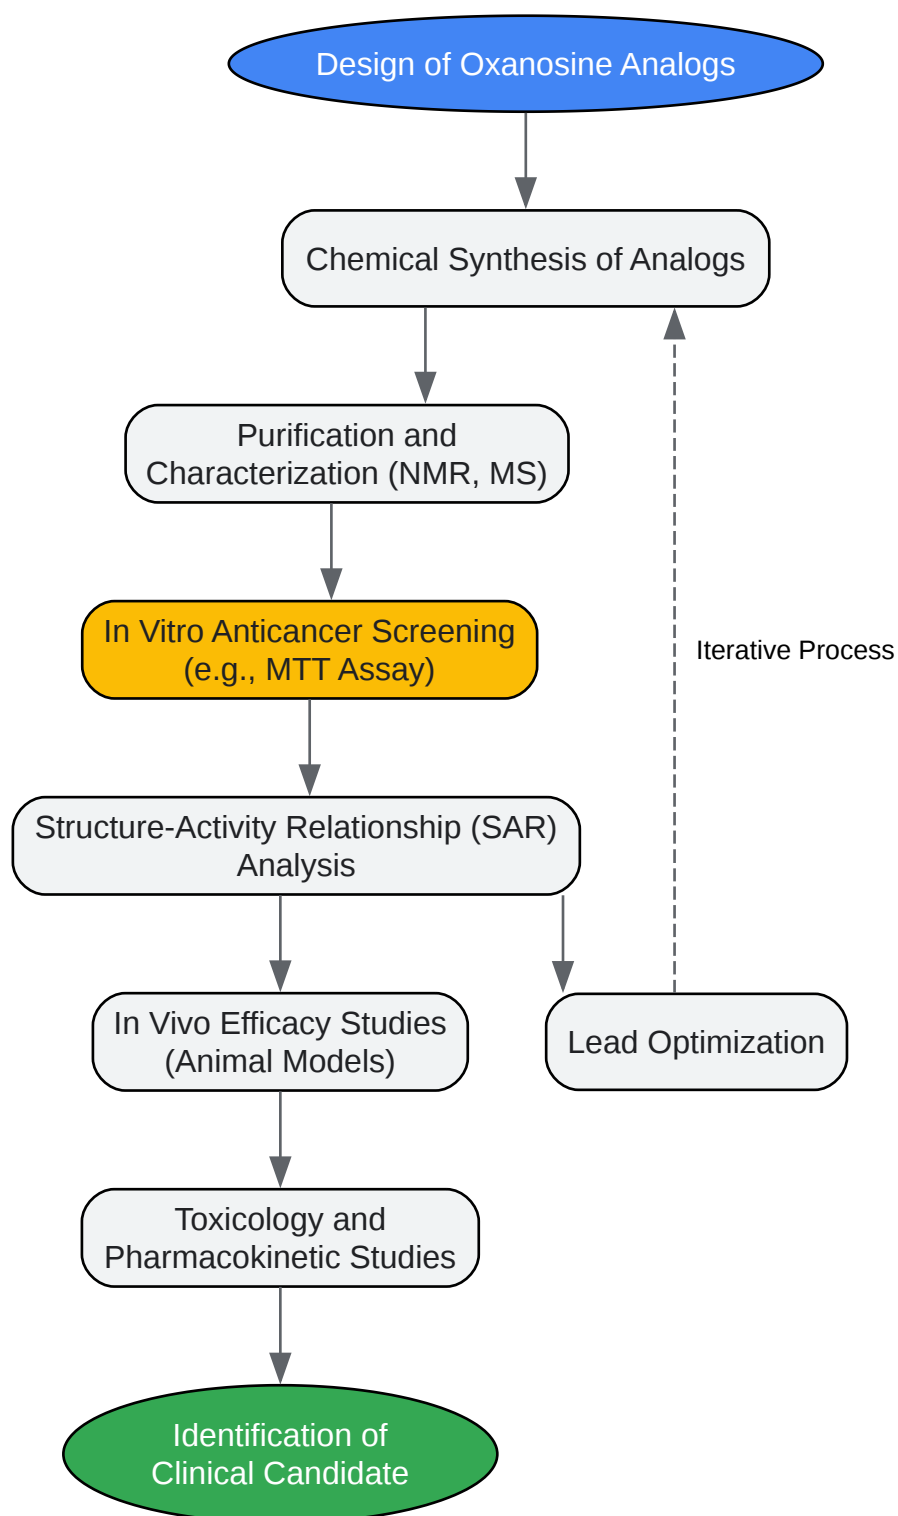 Design of Oxanosine Analogs
Chemical Synthesis of Analogs
Purification and
Characterization (NMR, MS)
In Vitro Anticancer Screening
(e.g., MTT Assay)
Iterative Process
Structure-Activity Relationship (SAR)
Analysis
In Vivo Efficacy Studies
(Animal Models)
Lead Optimization
Toxicology and
Pharmacokinetic Studies
Identification of
Clinical Candidate